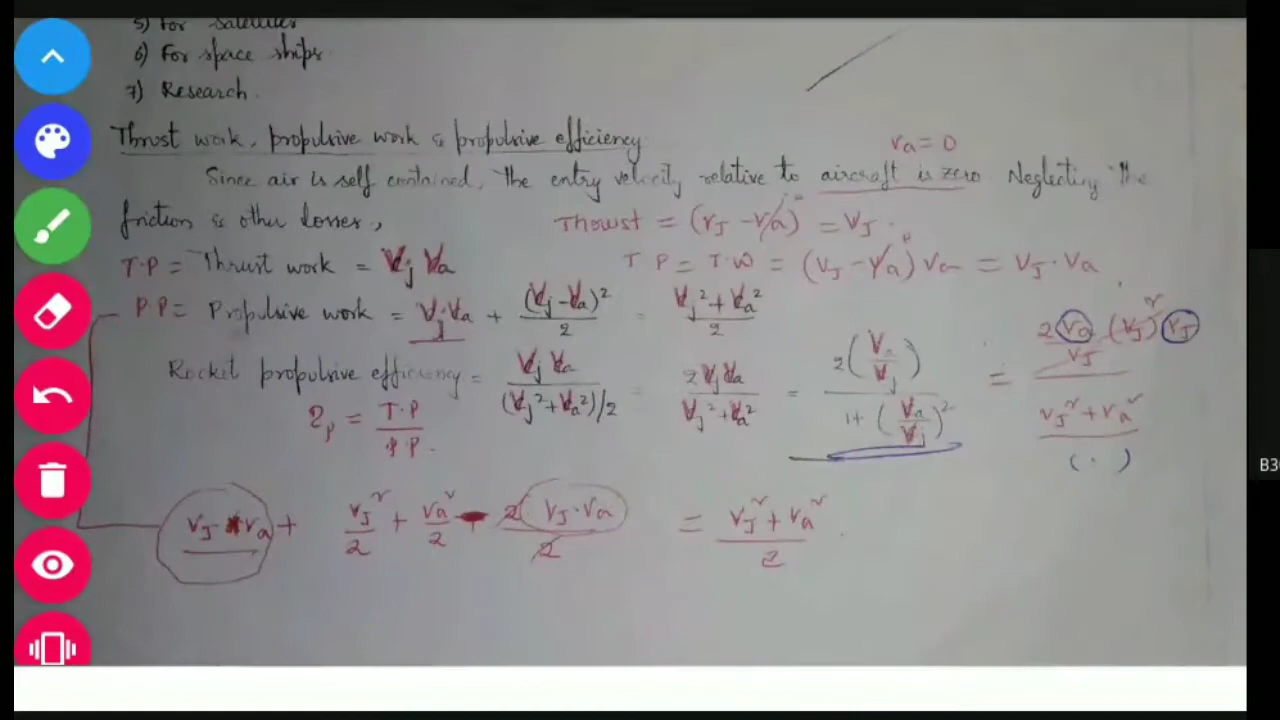 5) For satellites
6) For space ships
7) Research.
Thrust work, propulsive work & propulsive efficiency
Va = 0
Since air is self contained, the entry velocity relative to aircraft is zero Neglecting the
friction & other losses,
Thrust = (VJ - Va) = VJ.
T.P = Thrust work = Vj Va
T P = T.W = (VJ - Va) Va = VJ · Va
P.P = Propulsive work = Vj.Va + (Vj - Va)²/2 = Vj² + Va²/2
Rocket propulsive efficiency = Vj Va/(Vj² + Va²)/2 = 2VjVa/Vj² + Va² = 2(Va/Vj)/1+(Va/Vj)² =
ηp = T.P/P.P.
VJ · Va + VJ²/2 + Va²/2 - 2 VJ·Va/2 = VJ² + Va²/2
B3